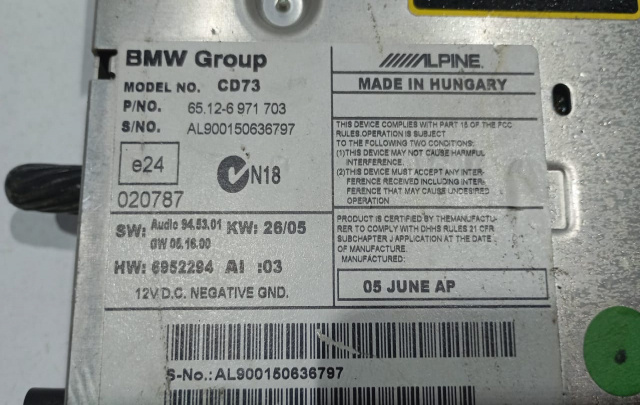 BMW Group
MODEL NO. CD73
P/NO. 65.12-6 971 703
S/NO. AL900150636797
e24
N18
020787
SW: Audio 94.53.01 KW: 26/05
GW 05.16.00
HW: 6952294 AI :03
12V D.C. NEGATIVE GND.
ALPINE
MADE IN HUNGARY
THIS DEVICE COMPLIES WITH PART 15 OF THE FCC
RULES.OPERATION IS SUBJECT
TO THE FOLLOWING TWO CONDITIONS:
(1)THIS DEVICE MAY NOT CAUSE HARMFUL
INTERFERENCE.
(2)THIS DEVICE MUST ACCEPT ANY INTER-
FERENCE RECEIVED INCLUDING INTER-
FERENCE THAT MAY CAUSE UNDESIRED
OPERATION
PRODUCT IS CERTIFIED BY THEMANUFACTU-
RER TO COMPLY WITH DHHS RULES 21 CFR
SUBCHAPTER J APPLICATION AT THE DATE OF
MANUFACTURED:
05 JUNE AP
S-No.: AL900150636797